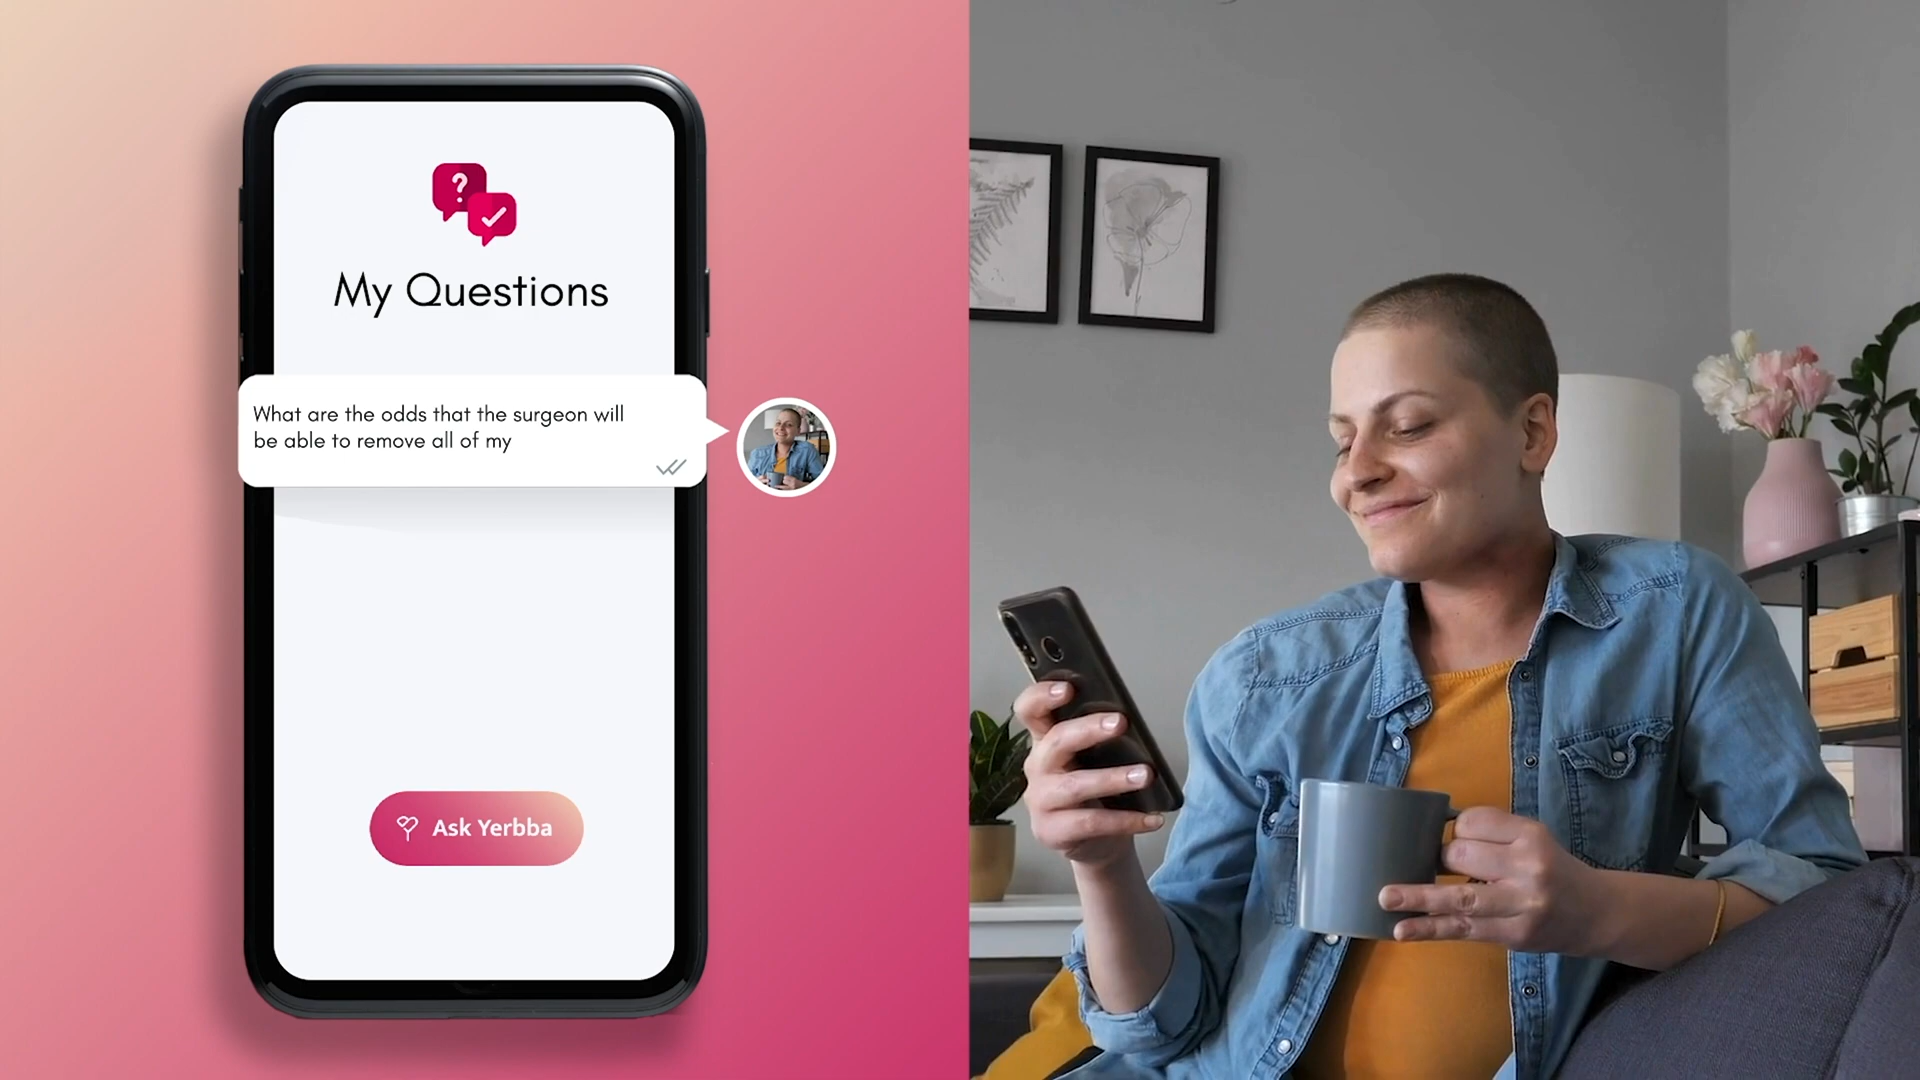 My Questions
What are the odds that the surgeon will
be able to remove all of my
Ask Yerbba